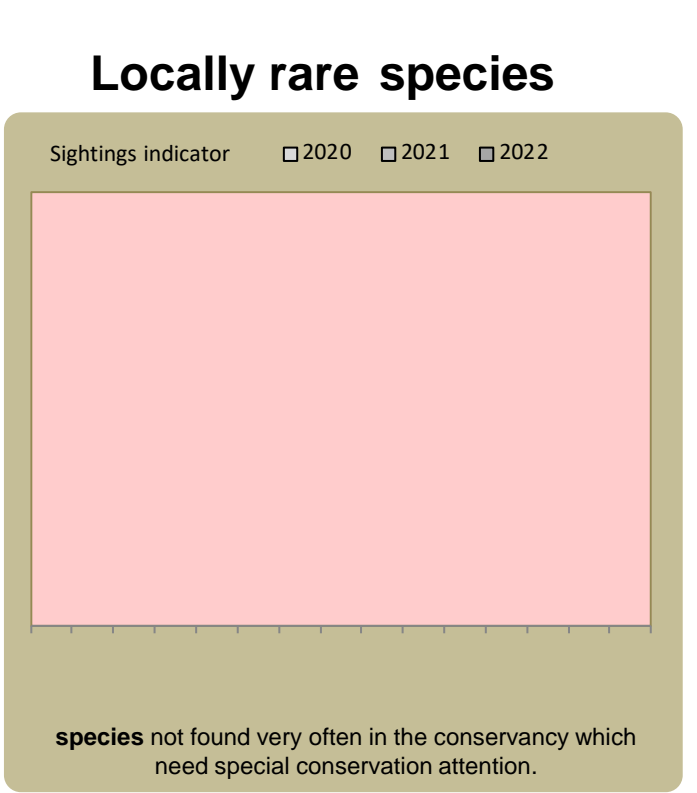 Locally rare species
Sightings indicator 2020 2021 2022
species not found very often in the conservancy which
need special conservation attention.